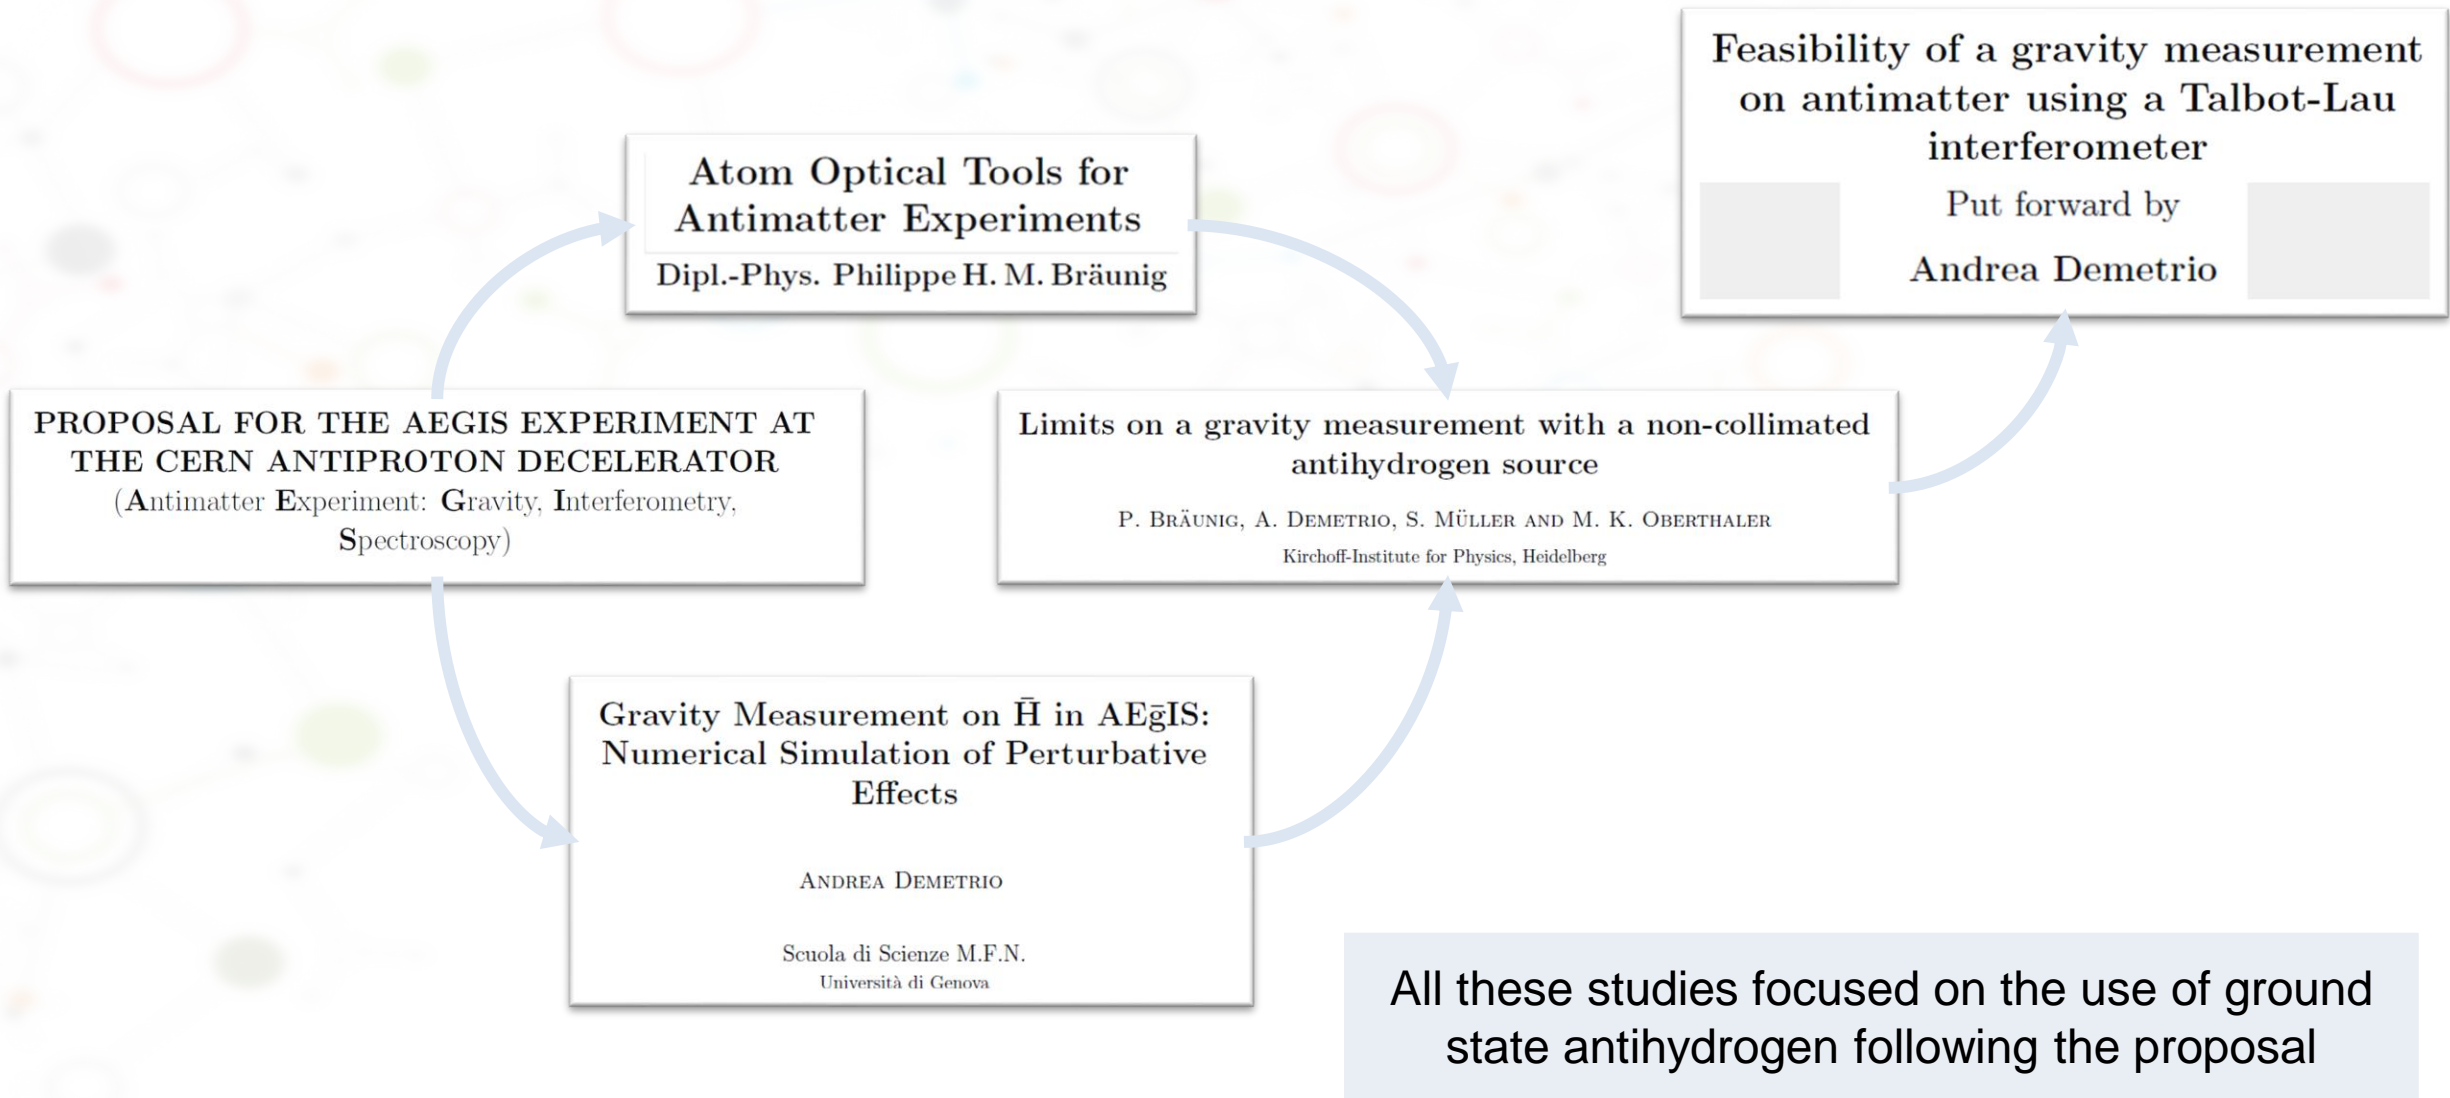 Feasibility of a gravity measurement
on antimatter using a Talbot-Lau
interferometer
Put forward by
Andrea Demetrio
Atom Optical Tools for
Antimatter Experiments
Dipl.-Phys. Philippe H. M. Bräunig
PROPOSAL FOR THE AEGIS EXPERIMENT AT
THE CERN ANTIPROTON DECELERATOR
(Antimatter Experiment: Gravity, Interferometry,
Spectroscopy)
Limits on a gravity measurement with a non-collimated
antihydrogen source
P. BRÄUNIG, A. DEMETRIO, S. MÜLLER AND M. K. OBERTHALER
Kirchoff-Institute for Physics, Heidelberg
Gravity Measurement on H̄ in AEḡIS:
Numerical Simulation of Perturbative
Effects
ANDREA DEMETRIO
Scuola di Scienze M.F.N.
Università di Genova
All these studies focused on the use of ground
state antihydrogen following the proposal